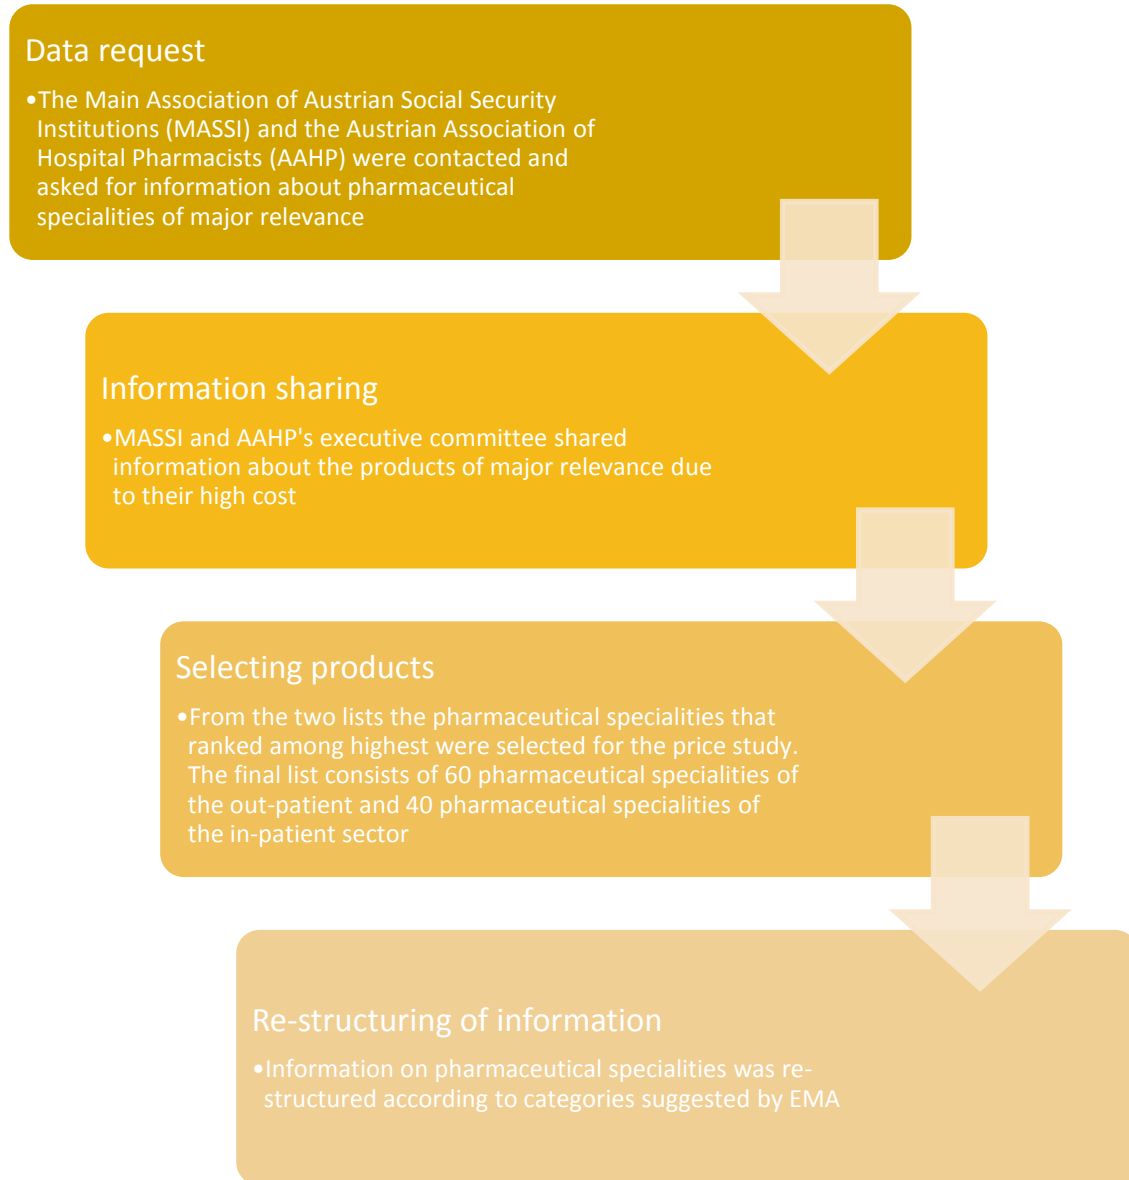 Data request
•The Main Association of Austrian Social Security
Institutions (MASSI) and the Austrian Association of
Hospital Pharmacists (AAHP) were contacted and
asked for information about pharmaceutical
specialities of major relevance
Information sharing
•MASSI and AAHP's executive committee shared
information about the products of major relevance due
to their high cost
Selecting products
•From the two lists the pharmaceutical specialities that
ranked among highest were selected for the price study.
The final list consists of 60 pharmaceutical specialities of
the out-patient and 40 pharmaceutical specialities of
the in-patient sector
Re-structuring of information
•Information on pharmaceutical specialities was re-
structured according to categories suggested by EMA